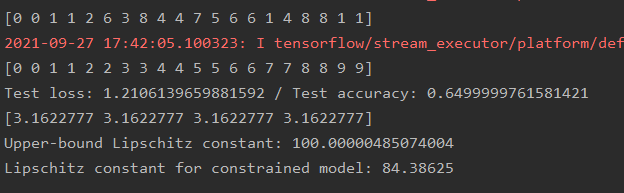 [0 0 1 1 2 6 3 8 4 4 7 5 6 6 1 4 8 8 1 1]
2021-09-27 17:42:05.100323: I tensorflow/stream_executor/platform/def
[0 0 1 1 2 2 3 3 4 4 5 5 6 6 7 7 8 8 9 9]
Test loss: 1.2106139659881592 / Test accuracy: 0.6499999761581421
[3.1622777 3.1622777 3.1622777 3.1622777]
Upper-bound Lipschitz constant: 100.00000485074004
Lipschitz constant for constrained model: 84.38625